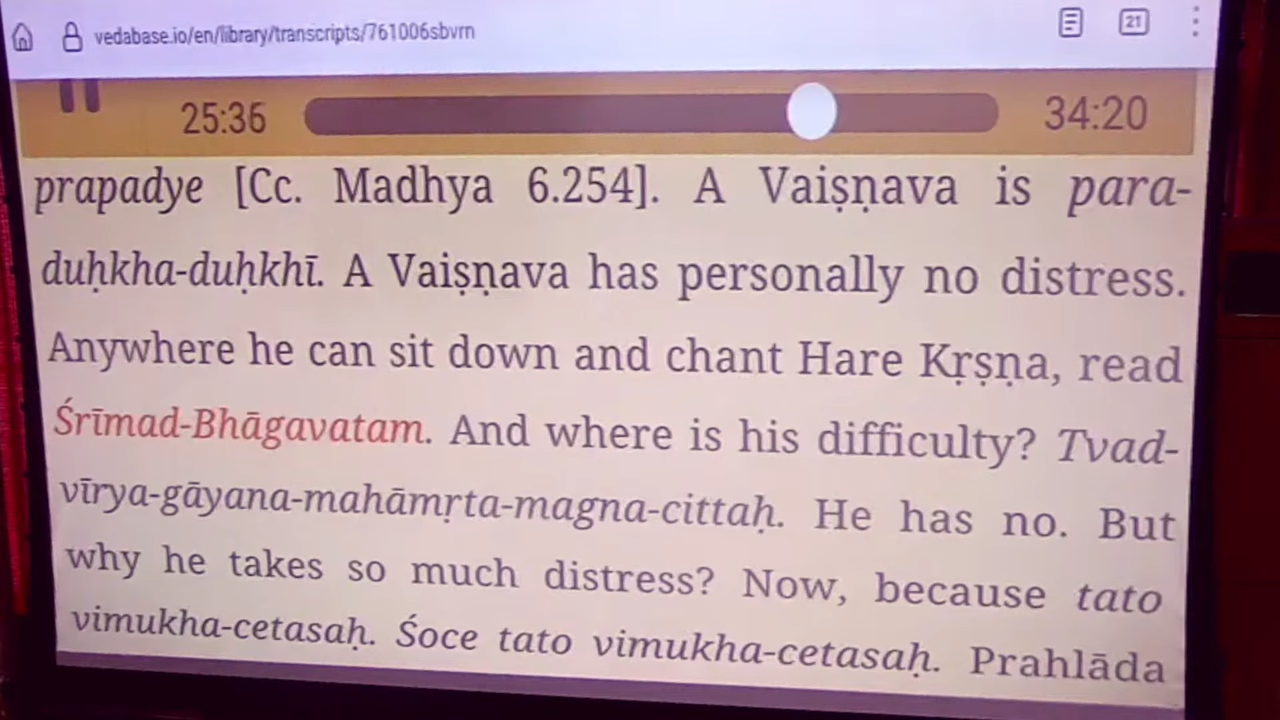 vedabase.io/en/library/transcripts/761006sbvrn
21
25:36
34:20
prapadye [Cc. Madhya 6.254]. A Vaiṣṇava is para-
duḥkha-duḥkhī. A Vaiṣṇava has personally no distress.
Anywhere he can sit down and chant Hare Kṛṣṇa, read
Śrīmad-Bhāgavatam. And where is his difficulty? Tvad-
vīrya-gāyana-mahāmṛta-magna-cittaḥ. He has no. But
why he takes so much distress? Now, because tato
vimukha-cetasaḥ. Śoce tato vimukha-cetasaḥ. Prahlāda